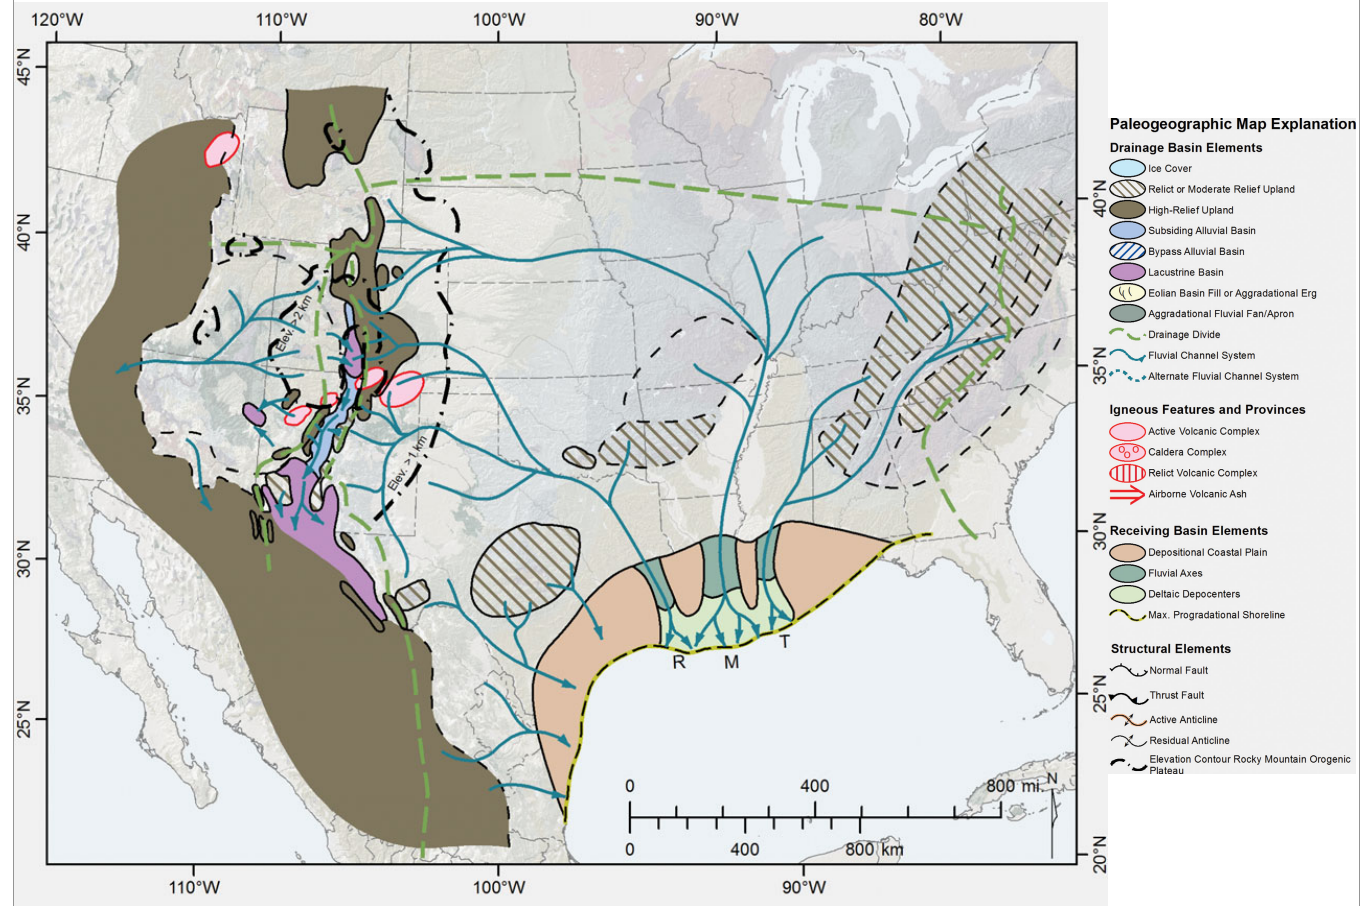 120°W 110°W 100°W 90°W 80°W
45°N
40°N
35°N
30°N
25°N
40°N
35°N
30°N
25°N
20°N
110°W 100°W 90°W
Elev. >2 km
Elev. >1 km
R M T
0 400 800 mi.
0 400 800 km
N
Paleogeographic Map Explanation
Drainage Basin Elements
Ice Cover
Relict or Moderate Relief Upland
High-Relief Upland
Subsiding Alluvial Basin
Bypass Alluvial Basin
Lacustrine Basin
Eolian Basin Fill or Aggradational Erg
Aggradational Fluvial Fan/Apron
Drainage Divide
Fluvial Channel System
Alternate Fluvial Channel System
Igneous Features and Provinces
Active Volcanic Complex
Caldera Complex
Relict Volcanic Complex
Airborne Volcanic Ash
Receiving Basin Elements
Depositional Coastal Plain
Fluvial Axes
Deltaic Depocenters
Max. Progradational Shoreline
Structural Elements
Normal Fault
Thrust Fault
Active Anticline
Residual Anticline
Elevation Contour Rocky Mountain Orogenic
Plateau